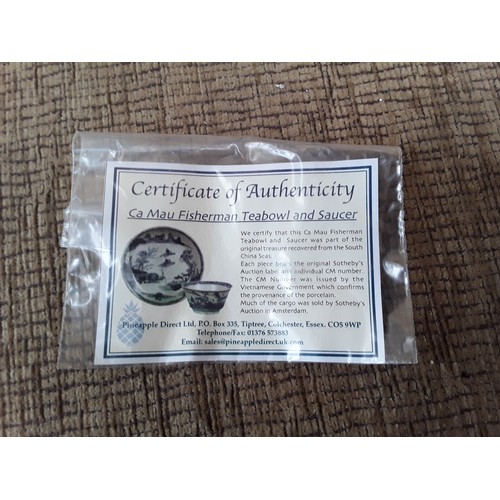 Certificate of Authenticity
Ca Mau Fisherman Teabowl and Saucer
We certify that this Ca Mau Fisherman
Teabowl and Saucer was part of the
original treasure recovered from the South
China Seas.
Each piece bears the original Sotheby's
Auction label and individual CM number.
The CM Number was issued by the
Vietnamese Government which confirms
the provenance of the porcelain.
Much of the cargo was sold by Sotheby's
Auction in Amsterdam.
Pineapple Direct Ltd, P.O. Box 335, Tiptree, Colchester, Essex. CO5 9WP
Telephone/Fax: 01376 573883
Email: sales@pineappledirect.uk.com